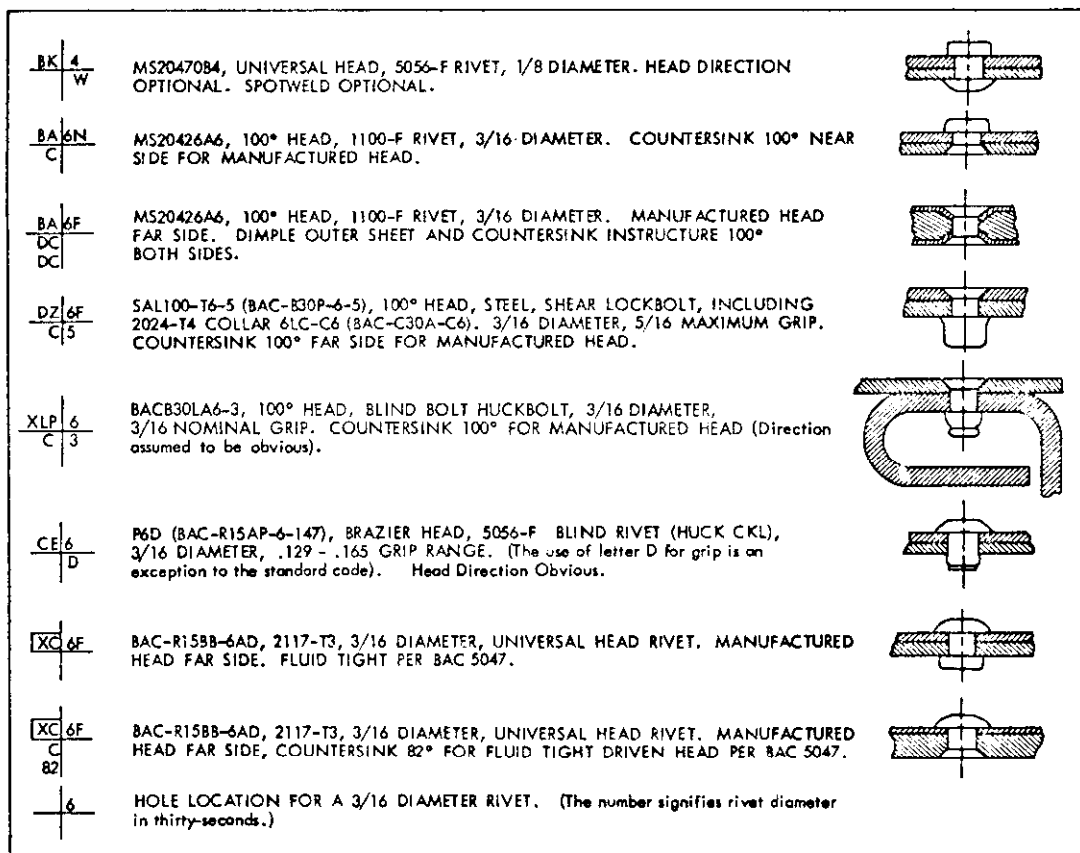 BK 4
W
MS20470B4, UNIVERSAL HEAD, 5056-F RIVET, 1/8 DIAMETER. HEAD DIRECTION
OPTIONAL. SPOTWELD OPTIONAL.
BA 6N
C
MS20426A6, 100° HEAD, 1100-F RIVET, 3/16 DIAMETER. COUNTERSINK 100° NEAR
SIDE FOR MANUFACTURED HEAD.
BA 6F
DC
DC
MS20426A6, 100° HEAD, 1100-F RIVET, 3/16 DIAMETER. MANUFACTURED HEAD
FAR SIDE. DIMPLE OUTER SHEET AND COUNTERSINK INSTRUCTURE 100°
BOTH SIDES.
DZ 6F
C 5
SAL100-T6-5 (BAC-B30P-6-5), 100° HEAD, STEEL, SHEAR LOCKBOLT, INCLUDING
2024-T4 COLLAR 6LC-C6 (BAC-C30A-C6). 3/16 DIAMETER, 5/16 MAXIMUM GRIP.
COUNTERSINK 100° FAR SIDE FOR MANUFACTURED HEAD.
XLP 6
C 3
BACB30LA6-3, 100° HEAD, BLIND BOLT HUCKBOLT, 3/16 DIAMETER,
3/16 NOMINAL GRIP. COUNTERSINK 100° FOR MANUFACTURED HEAD (Direction
assumed to be obvious).
CE 6
D
P6D (BAC-R15AP-6-147), BRAZIER HEAD, 5056-F BLIND RIVET (HUCK CKL),
3/16 DIAMETER, .129 - .165 GRIP RANGE. (The use of letter D for grip is an
exception to the standard code). Head Direction Obvious.
XC 6F
BAC-R15BB-6AD, 2117-T3, 3/16 DIAMETER, UNIVERSAL HEAD RIVET. MANUFACTURED
HEAD FAR SIDE. FLUID TIGHT PER BAC 5047.
XC 6F
C
82
BAC-R15BB-6AD, 2117-T3, 3/16 DIAMETER, UNIVERSAL HEAD RIVET. MANUFACTURED
HEAD FAR SIDE, COUNTERSINK 82° FOR FLUID TIGHT DRIVEN HEAD PER BAC 5047.
6
HOLE LOCATION FOR A 3/16 DIAMETER RIVET. (The number signifies rivet diameter
in thirty-seconds.)